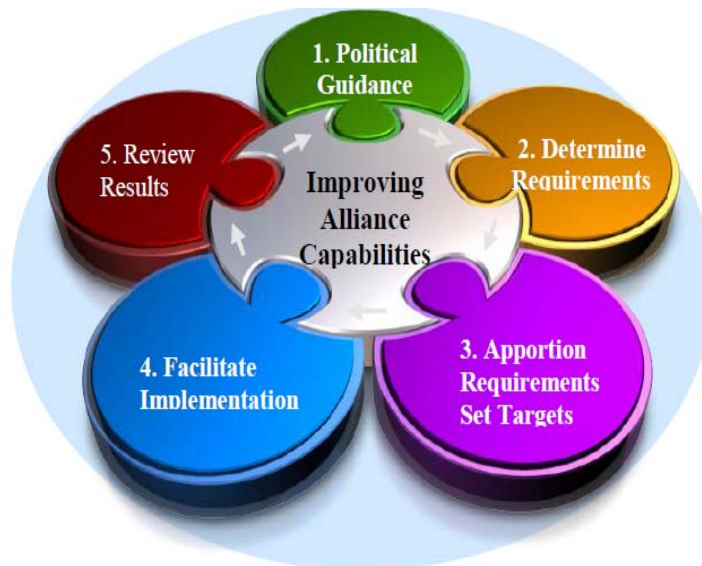 1. Political
Guidance
2. Determine
Requirements
3. Apportion
Requirements
Set Targets
4. Facilitate
Implementation
5. Review
Results
Improving
Alliance
Capabilities